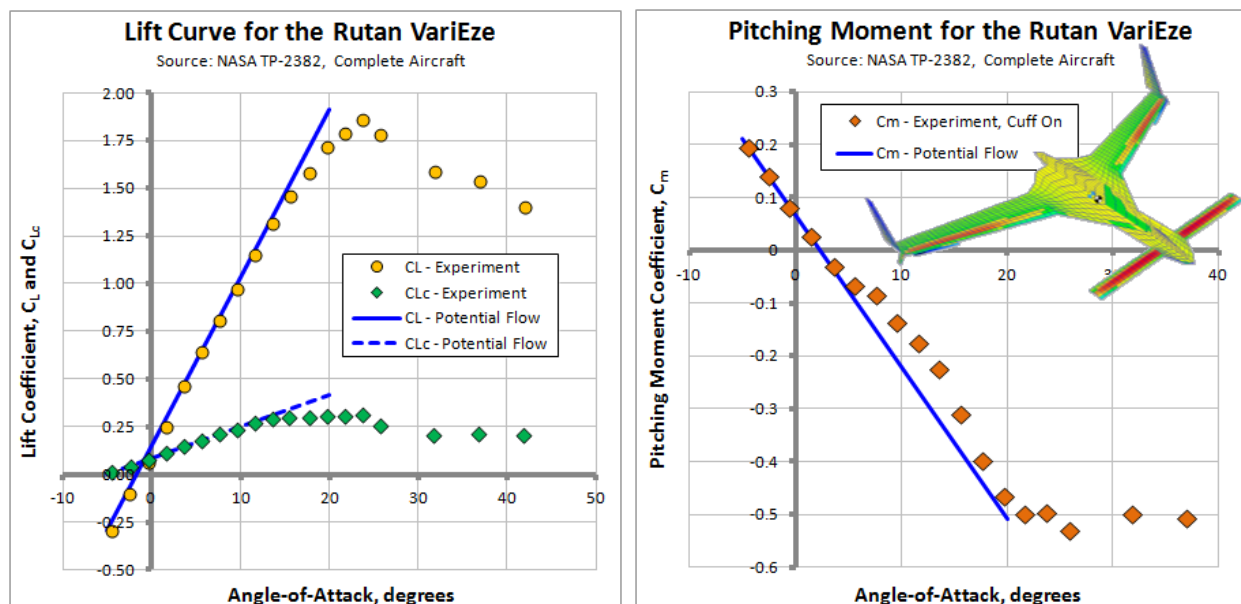 Lift Curve for the Rutan VariEze
Source: NASA TP-2382, Complete Aircraft
Lift Coefficient, CL and CLc
2.00
1.75
1.50
1.25
1.00
0.75
0.50
0.25
0.00
-0.25
-0.50
-10 0 10 20 30 40 50
CL - Experiment
CLc - Experiment
CL - Potential Flow
CLc - Potential Flow
Angle-of-Attack, degrees
Pitching Moment for the Rutan VariEze
Source: NASA TP-2382, Complete Aircraft
Pitching Moment Coefficient, Cm
0.3
0.2
0.1
0
-0.1
-0.2
-0.3
-0.4
-0.5
-0.6
-10 0 10 20 30 40
Cm - Experiment, Cuff On
Cm - Potential Flow
Angle-of-Attack, degrees